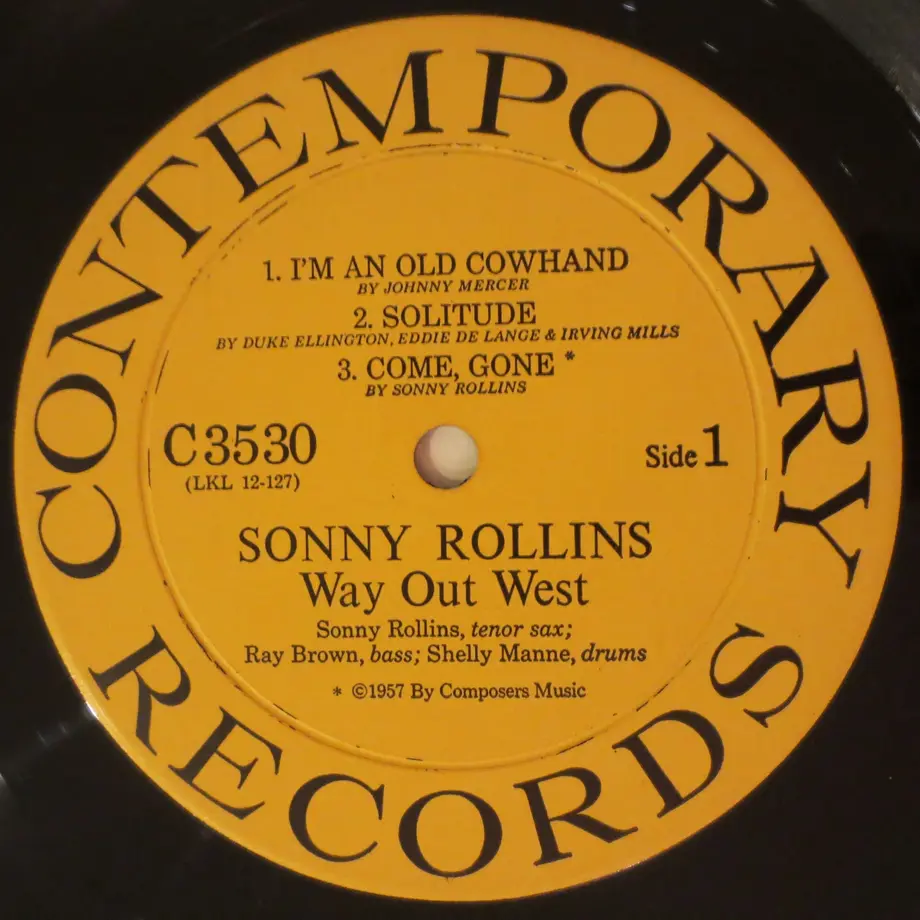 CONTEMPORARY
1. I'M AN OLD COWHAND
BY JOHNNY MERCER
2. SOLITUDE
BY DUKE ELLINGTON, EDDIE DE LANGE & IRVING MILLS
3. COME, GONE *
BY SONNY ROLLINS
C3530
(LKL 12-127)
Side 1
SONNY ROLLINS
Way Out West
Sonny Rollins, tenor sax;
Ray Brown, bass; Shelly Manne, drums
* ©1957 By Composers Music
RECORDS